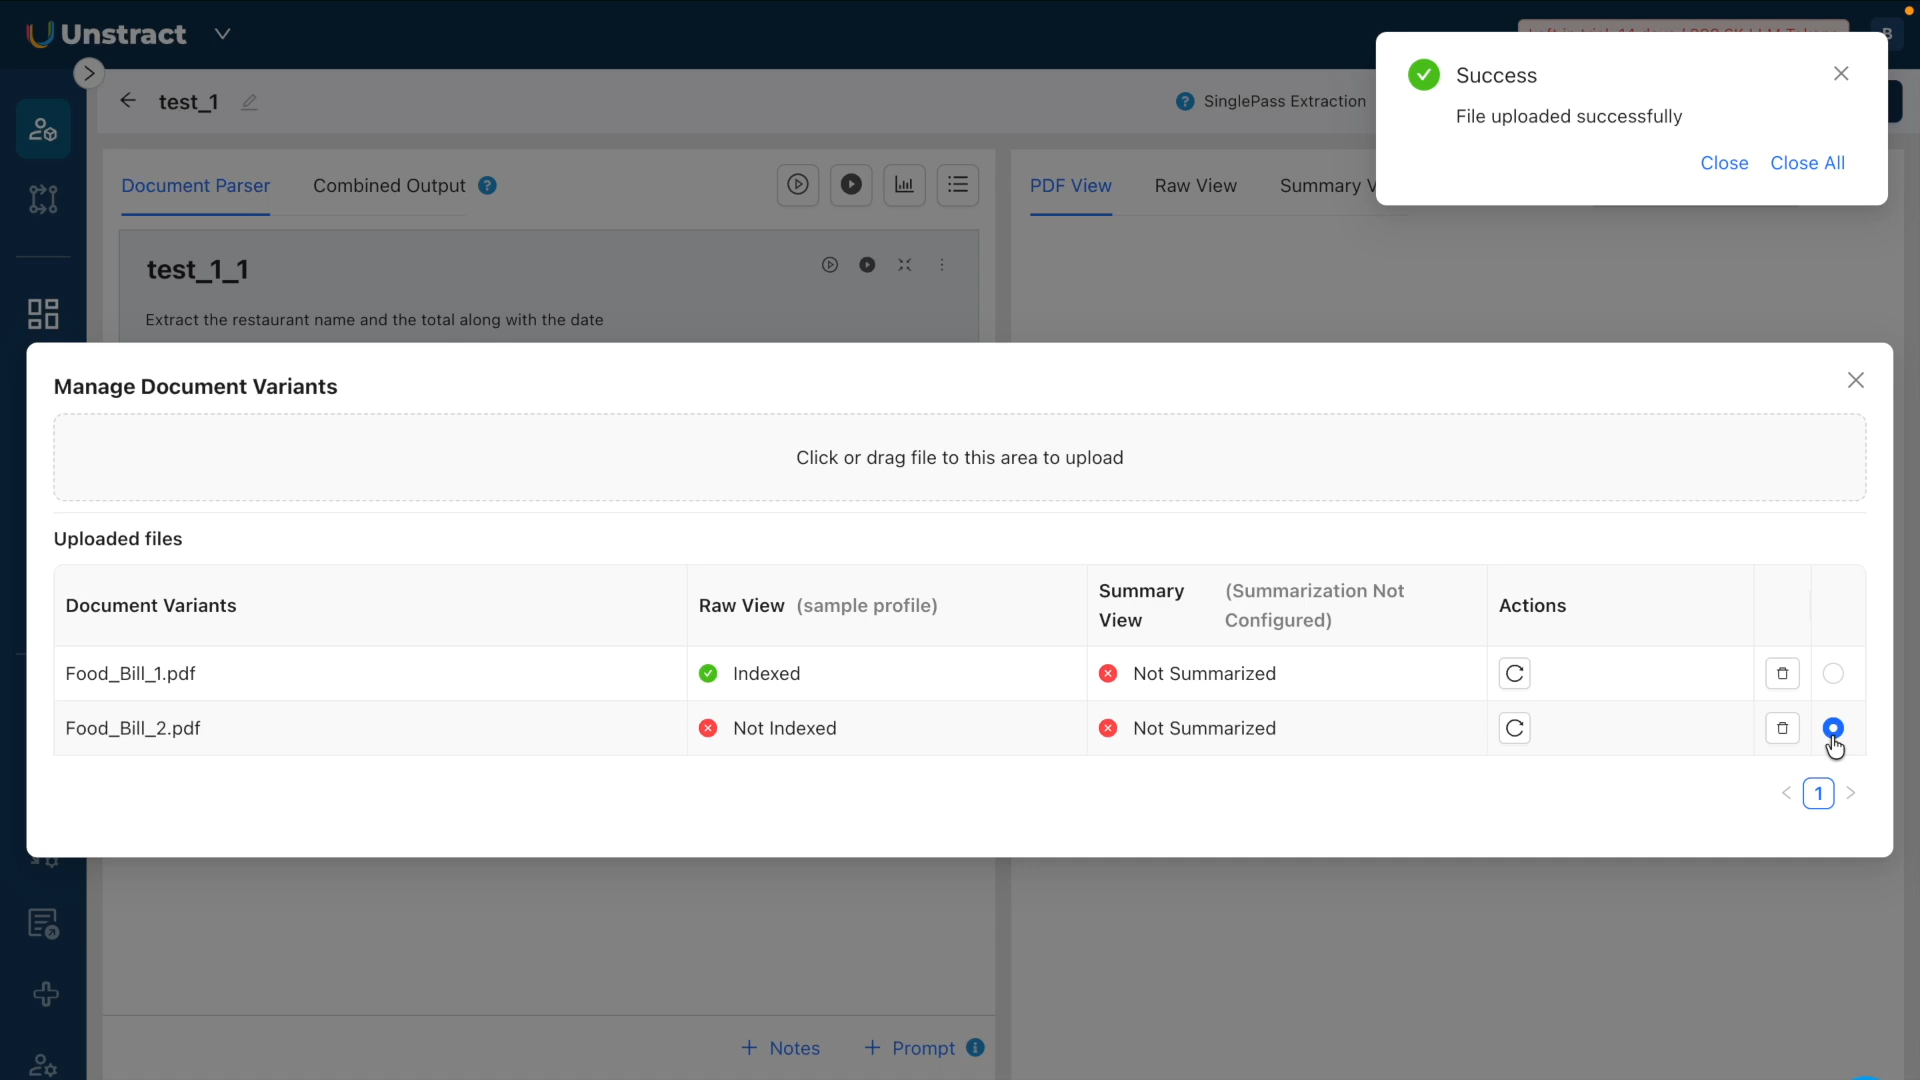 Unstract
B
test_1
SinglePass Extraction
Success
File uploaded successfully
Close Close All
Document Parser Combined Output
PDF View Raw View Summary V
test_1_1
Extract the restaurant name and the total along with the date
Manage Document Variants
Click or drag file to this area to upload
Uploaded files
Document Variants Raw View (sample profile) Summary View (Summarization Not Configured) Actions
Food_Bill_1.pdf Indexed Not Summarized
Food_Bill_2.pdf Not Indexed Not Summarized
1
+ Notes + Prompt